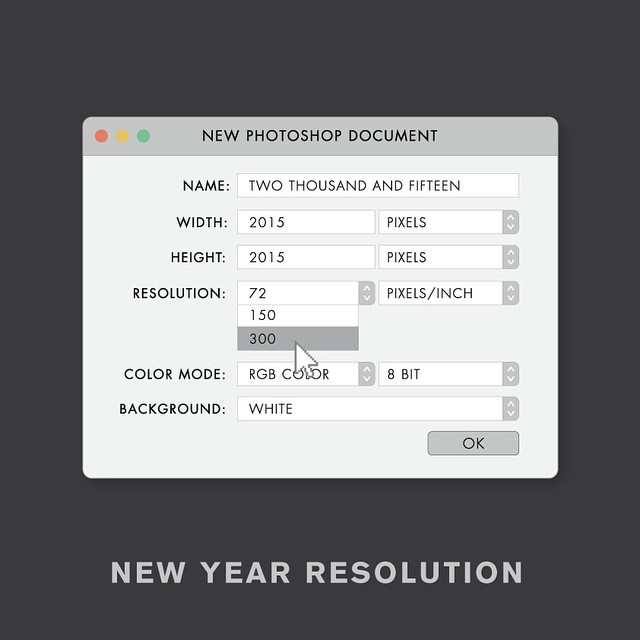 NEW PHOTOSHOP DOCUMENT
NAME: TWO THOUSAND AND FIFTEEN
WIDTH: 2015 PIXELS
HEIGHT: 2015 PIXELS
RESOLUTION: 72 PIXELS/INCH
150
300
COLOR MODE: RGB COLOR 8 BIT
BACKGROUND: WHITE
OK
NEW YEAR RESOLUTION